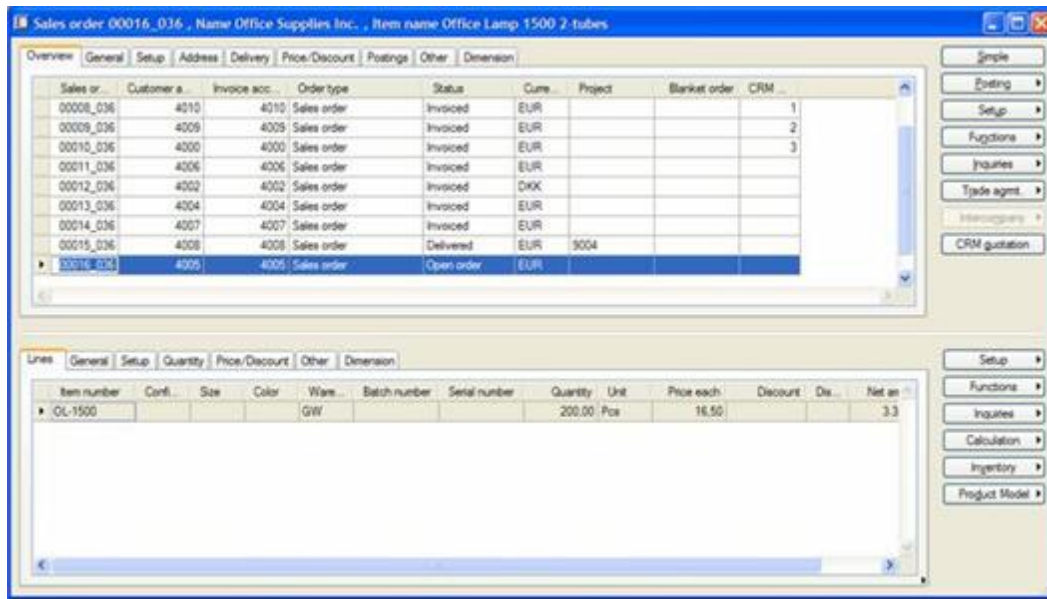 Sales order 00016_036 , Name Office Supplies Inc. , Item name Office Lamp 1500 2-tubes
Overview General Setup Address Delivery Price/Discount Postings Other Dimension
Simple
Posting
Setup
Functions
Inquiries
Trade agmt.
Intercompany
CRM quotation
Sales or... Customer a... Invoice acc... Order type Status Curre... Project Blanket order CRM ...
00008_036 4010 4010 Sales order Invoiced EUR 1
00009_036 4009 4009 Sales order Invoiced EUR 2
00010_036 4000 4000 Sales order Invoiced EUR 3
00011_036 4006 4006 Sales order Invoiced EUR
00012_036 4002 4002 Sales order Invoiced DKK
00013_036 4004 4004 Sales order Invoiced EUR
00014_036 4007 4007 Sales order Invoiced EUR
00015_036 4008 4008 Sales order Delivered EUR 9004
00016_036 4005 4005 Sales order Open order EUR
Lines General Setup Quantity Price/Discount Other Dimension
Setup
Functions
Inquiries
Calculation
Inventory
Product Model
Item number Confi... Size Color Ware... Batch number Serial number Quantity Unit Price each Discount Dis... Net an
OL-1500 GW 200,00 Pcs 16,50 3.3